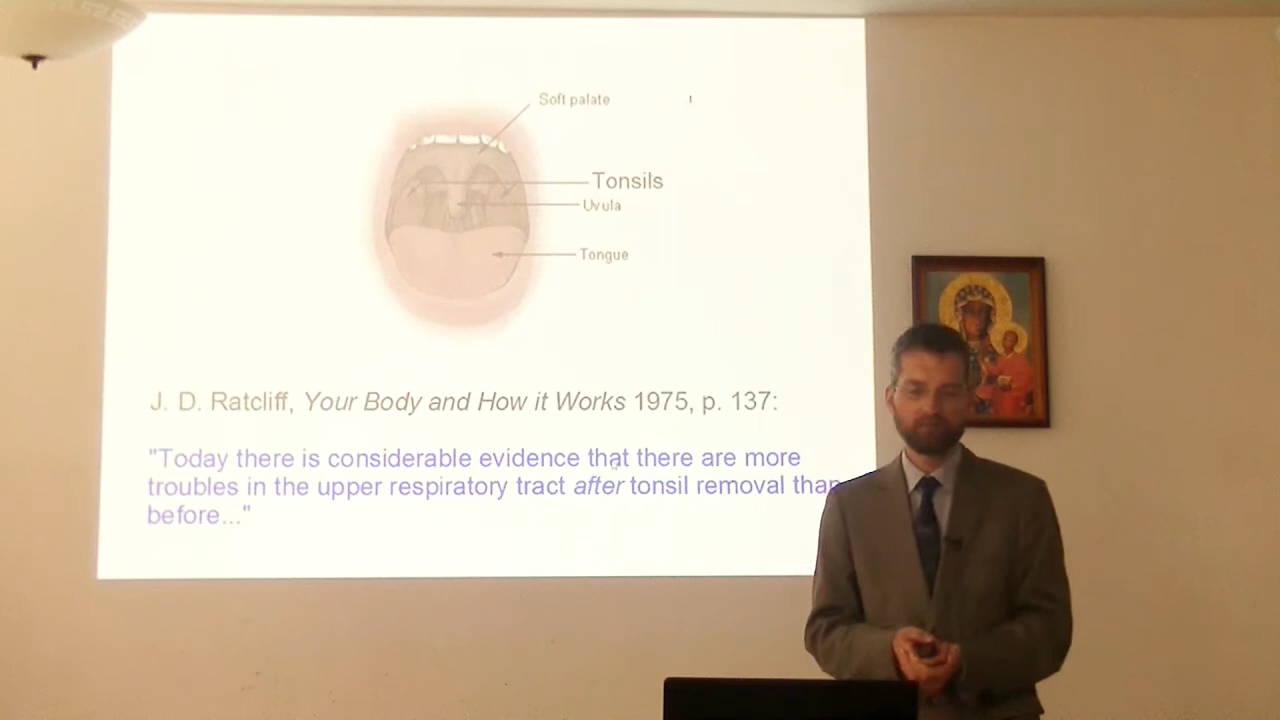 Soft palate
Tonsils
Uvula
Tongue
J. D. Ratcliff, Your Body and How it Works 1975, p. 137:
"Today there is considerable evidence that there are more
troubles in the upper respiratory tract after tonsil removal than
before..."